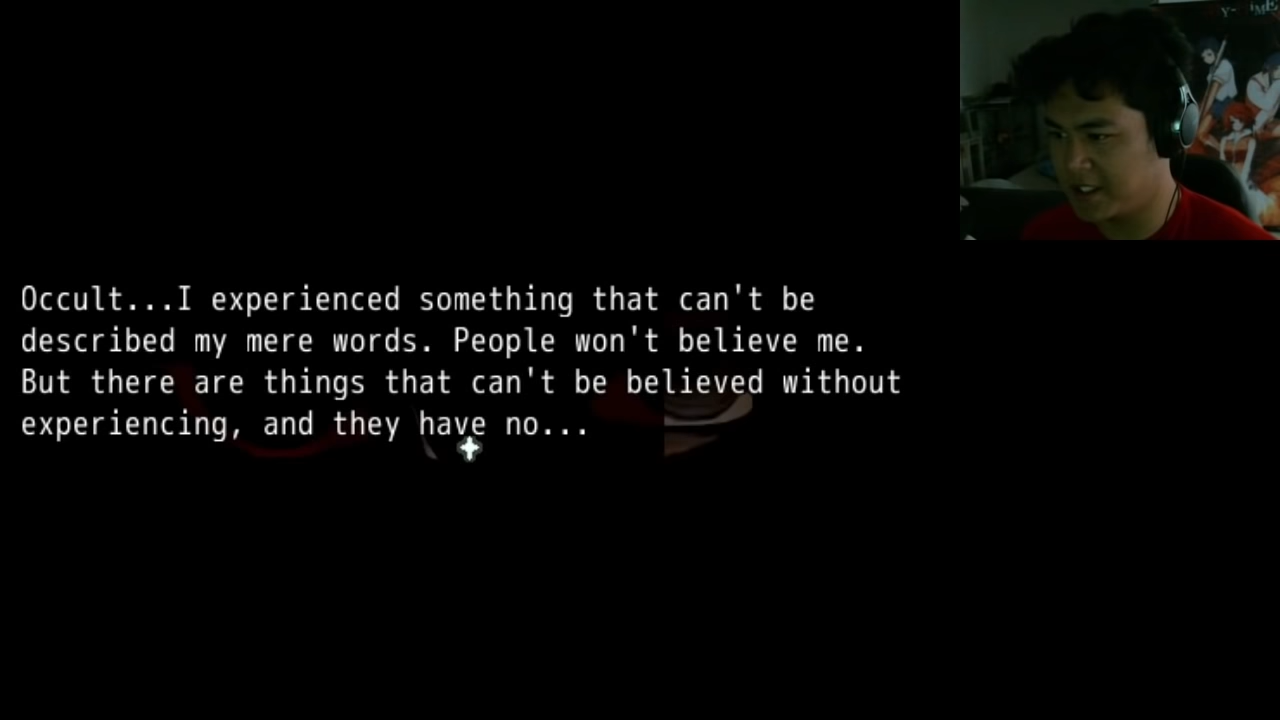 Occult...I experienced something that can't be
described my mere words. People won't believe me.
But there are things that can't be believed without
experiencing, and they have no...